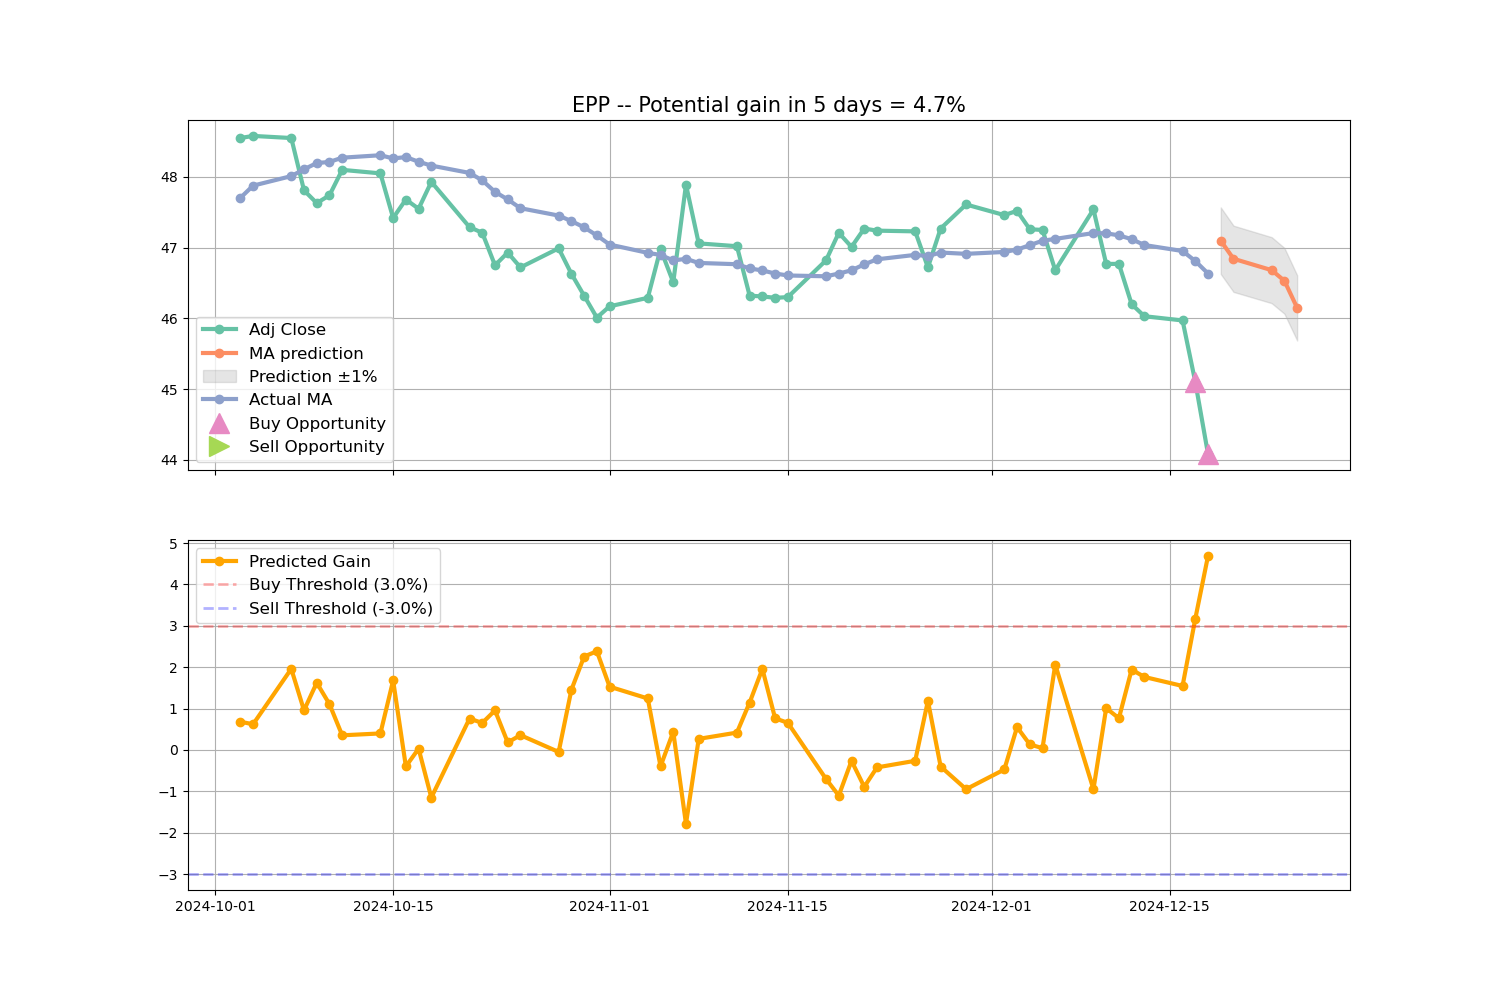 EPP -- Potential gain in 5 days = 4.7%
48
47
46
45
44
Adj Close
MA prediction
Prediction ±1%
Actual MA
Buy Opportunity
Sell Opportunity
5
4
3
2
1
0
−1
−2
−3
Predicted Gain
Buy Threshold (3.0%)
Sell Threshold (-3.0%)
2024-10-01
2024-10-15
2024-11-01
2024-11-15
2024-12-01
2024-12-15